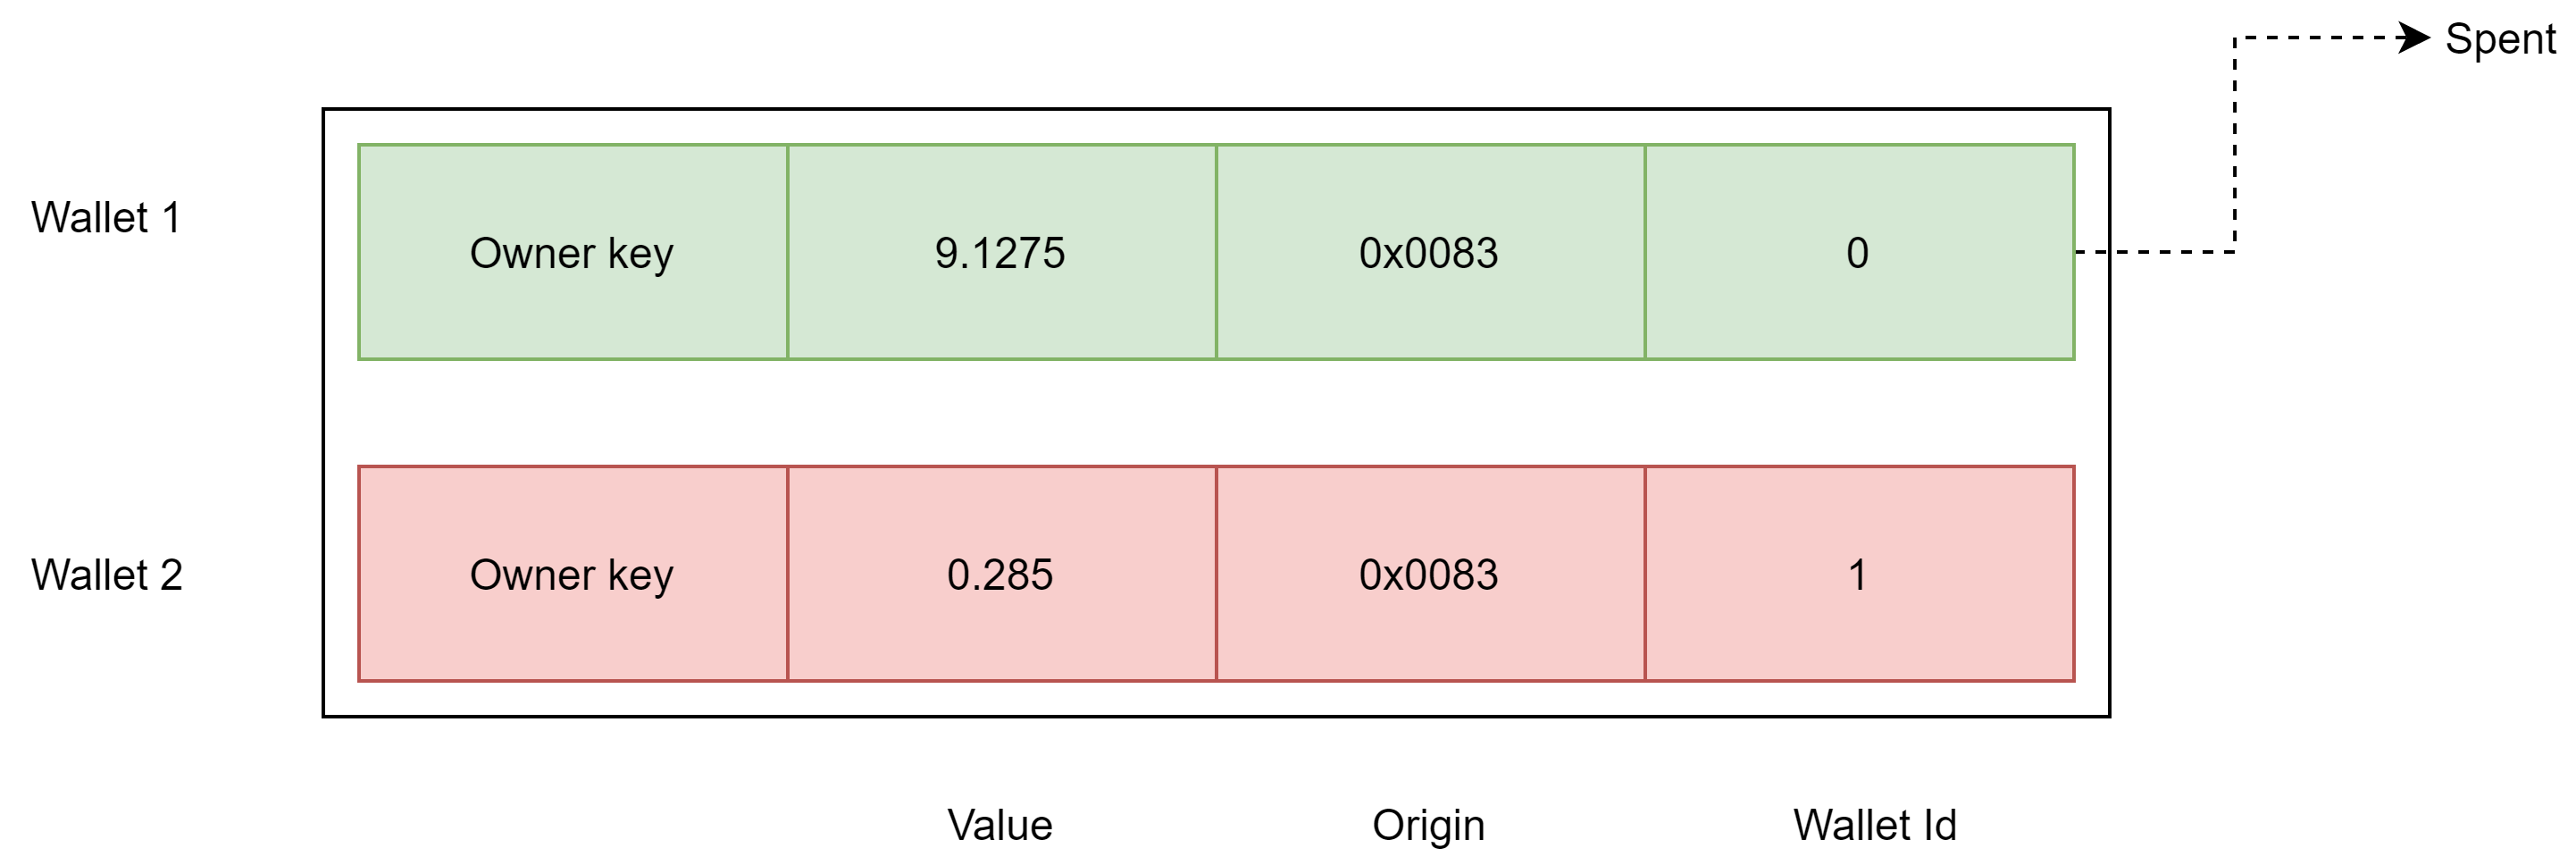 Spent
Wallet 1
Owner key 9.1275 0x0083 0
Wallet 2
Owner key 0.285 0x0083 1
Value Origin Wallet Id